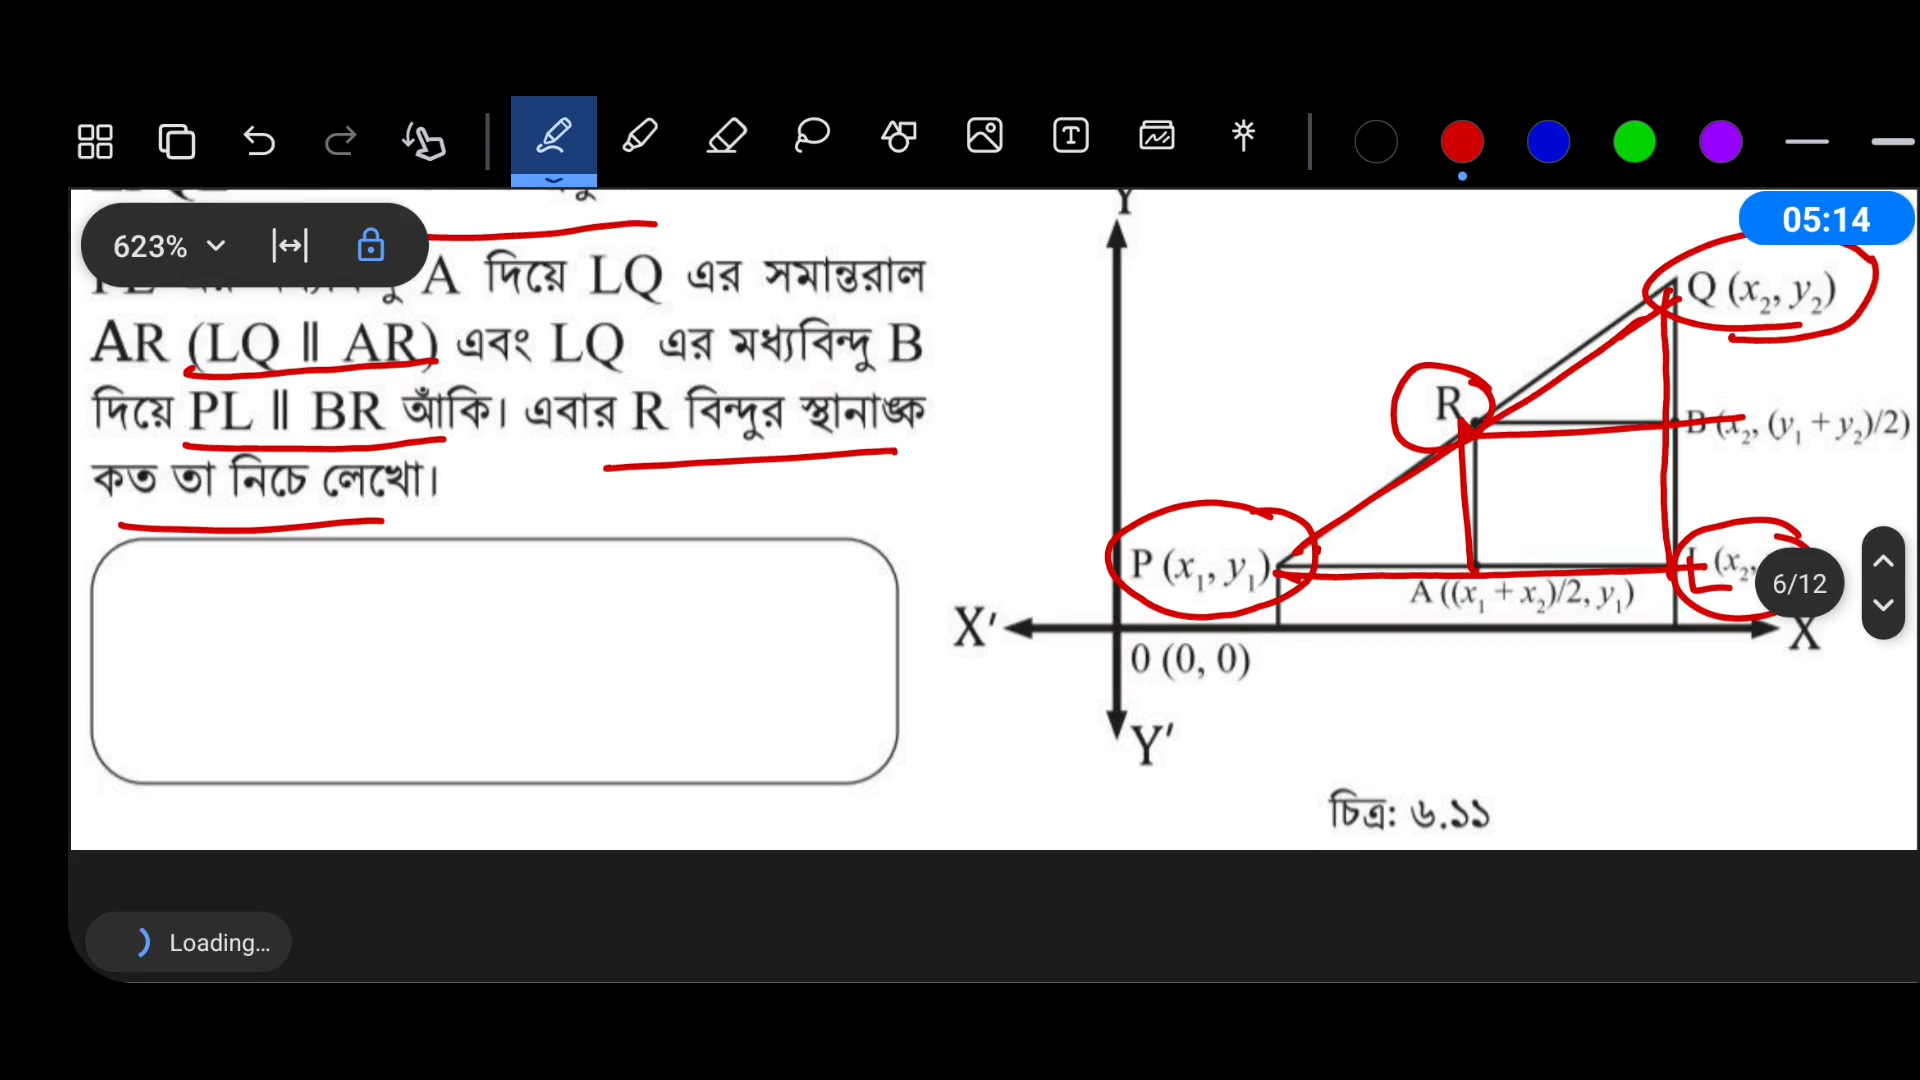 623%
05:14
A দিয়ে LQ এর সমান্তরাল
AR (LQ || AR) এবং LQ এর মধ্যবিন্দু B
দিয়ে PL || BR আঁকি। এবার R বিন্দুর স্থানাঙ্ক
কত তা নিচে লেখো।
Y
Q (x₂, y₂)
R
B (x₂, (y₁ + y₂)/2)
P (x₁, y₁)
L (x₂,
6/12
A ((x₁ + x₂)/2, y₁)
X′
X
0 (0, 0)
Y′
চিত্র: ৬.১১
Loading...